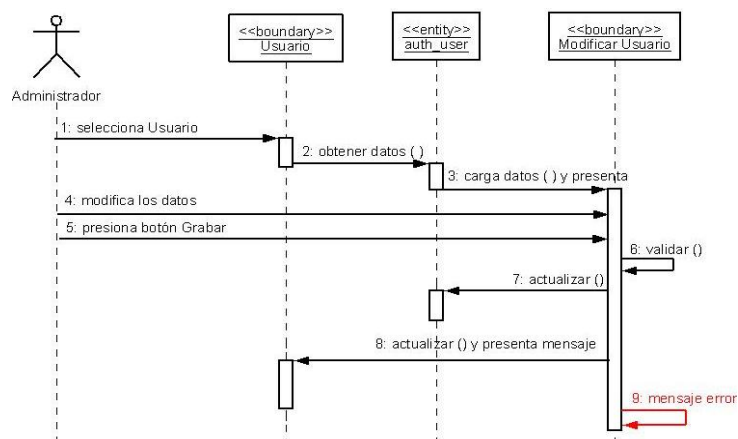 <<boundary>>
Usuario
<<entity>>
auth_user
<<boundary>>
Modificar Usuario
Administrador
1: selecciona Usuario
2: obtener datos ( )
3: carga datos ( ) y presenta
4: modifica los datos
5: presiona botón Grabar
6: validar ()
7: actualizar ()
8: actualizar () y presenta mensaje
9: mensaje error